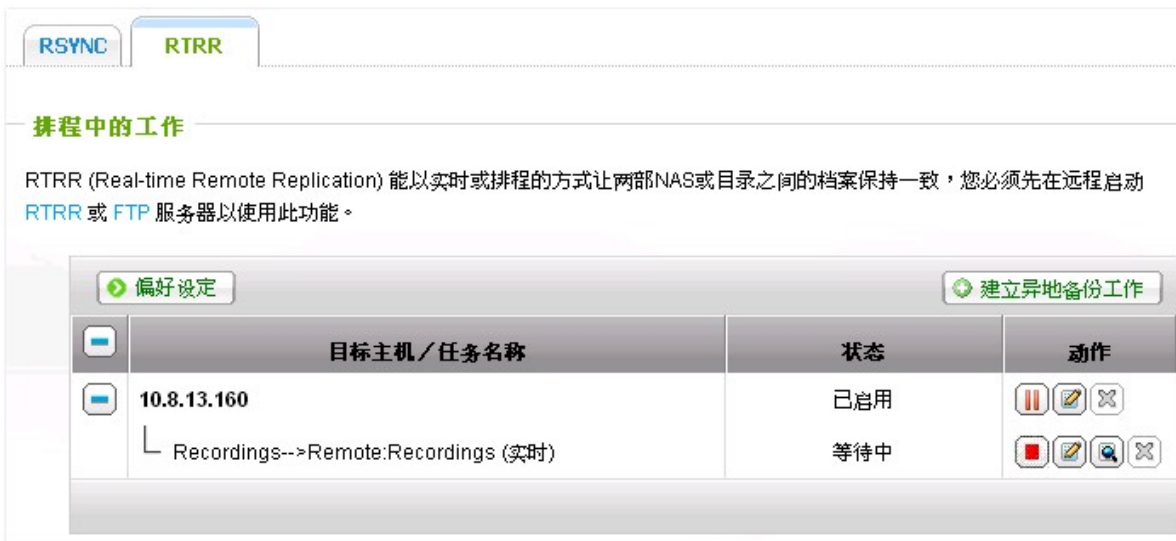 RSYNC RTRR
排程中的工作
RTRR (Real-time Remote Replication) 能以实时或排程的方式让两部NAS或目录之间的档案保持一致，您必须先在远程启动
RTRR 或 FTP 服务器以使用此功能。
偏好设定 建立异地备份工作
目标主机／任务名称 状态 动作
10.8.13.160 已启用
Recordings-->Remote:Recordings (实时) 等待中